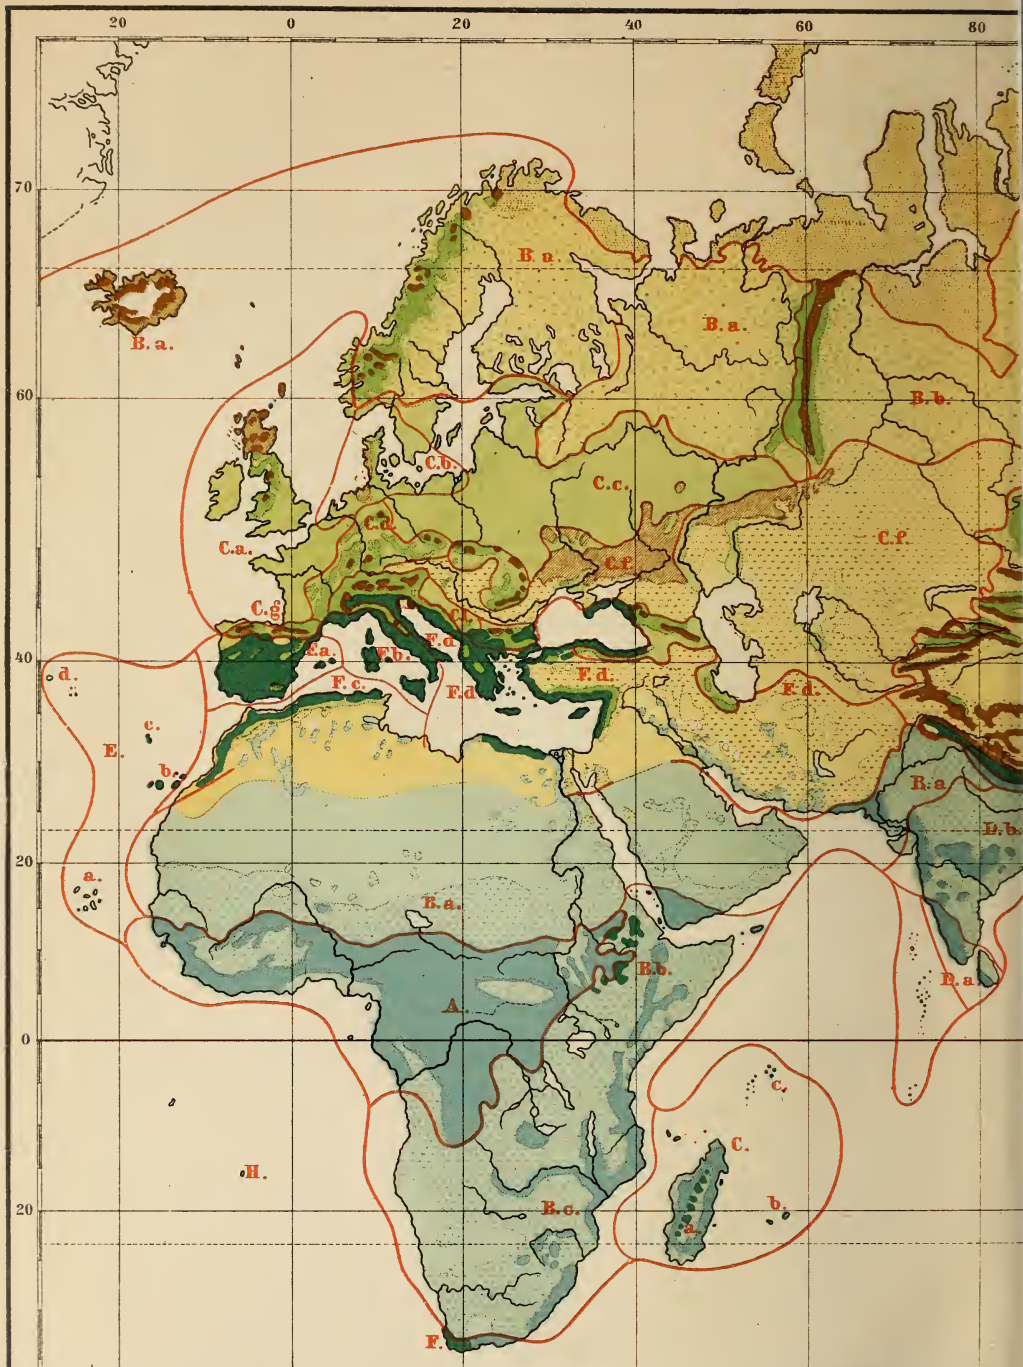 20 0 20 40 60 80
70
B. a
B. a.
B. a.
60
B. b.
C.b.
C.c.
C.d.
C.f.
C.a.
C.f.
C.g
C.f.
F.d
40
F.a.
F.b.
d.
F. c.
F.d
F. d.
F. d.
c.
E.
b.
B. a
D.b
20
a.
B.a.
B.b.
D.a
A.
0
c.
C.
H.
b.
20
B.c.
a
F.